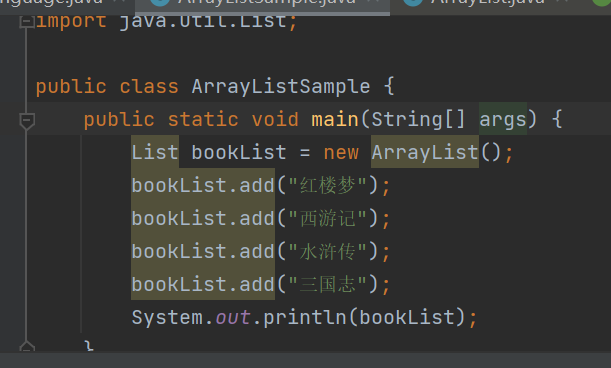 ArrayListSample.java ArrayList.java
import java.util.List;
public class ArrayListSample {
public static void main(String[] args) {
List bookList = new ArrayList();
bookList.add("红楼梦");
bookList.add("西游记");
bookList.add("水浒传");
bookList.add("三国志");
System.out.println(bookList);
}